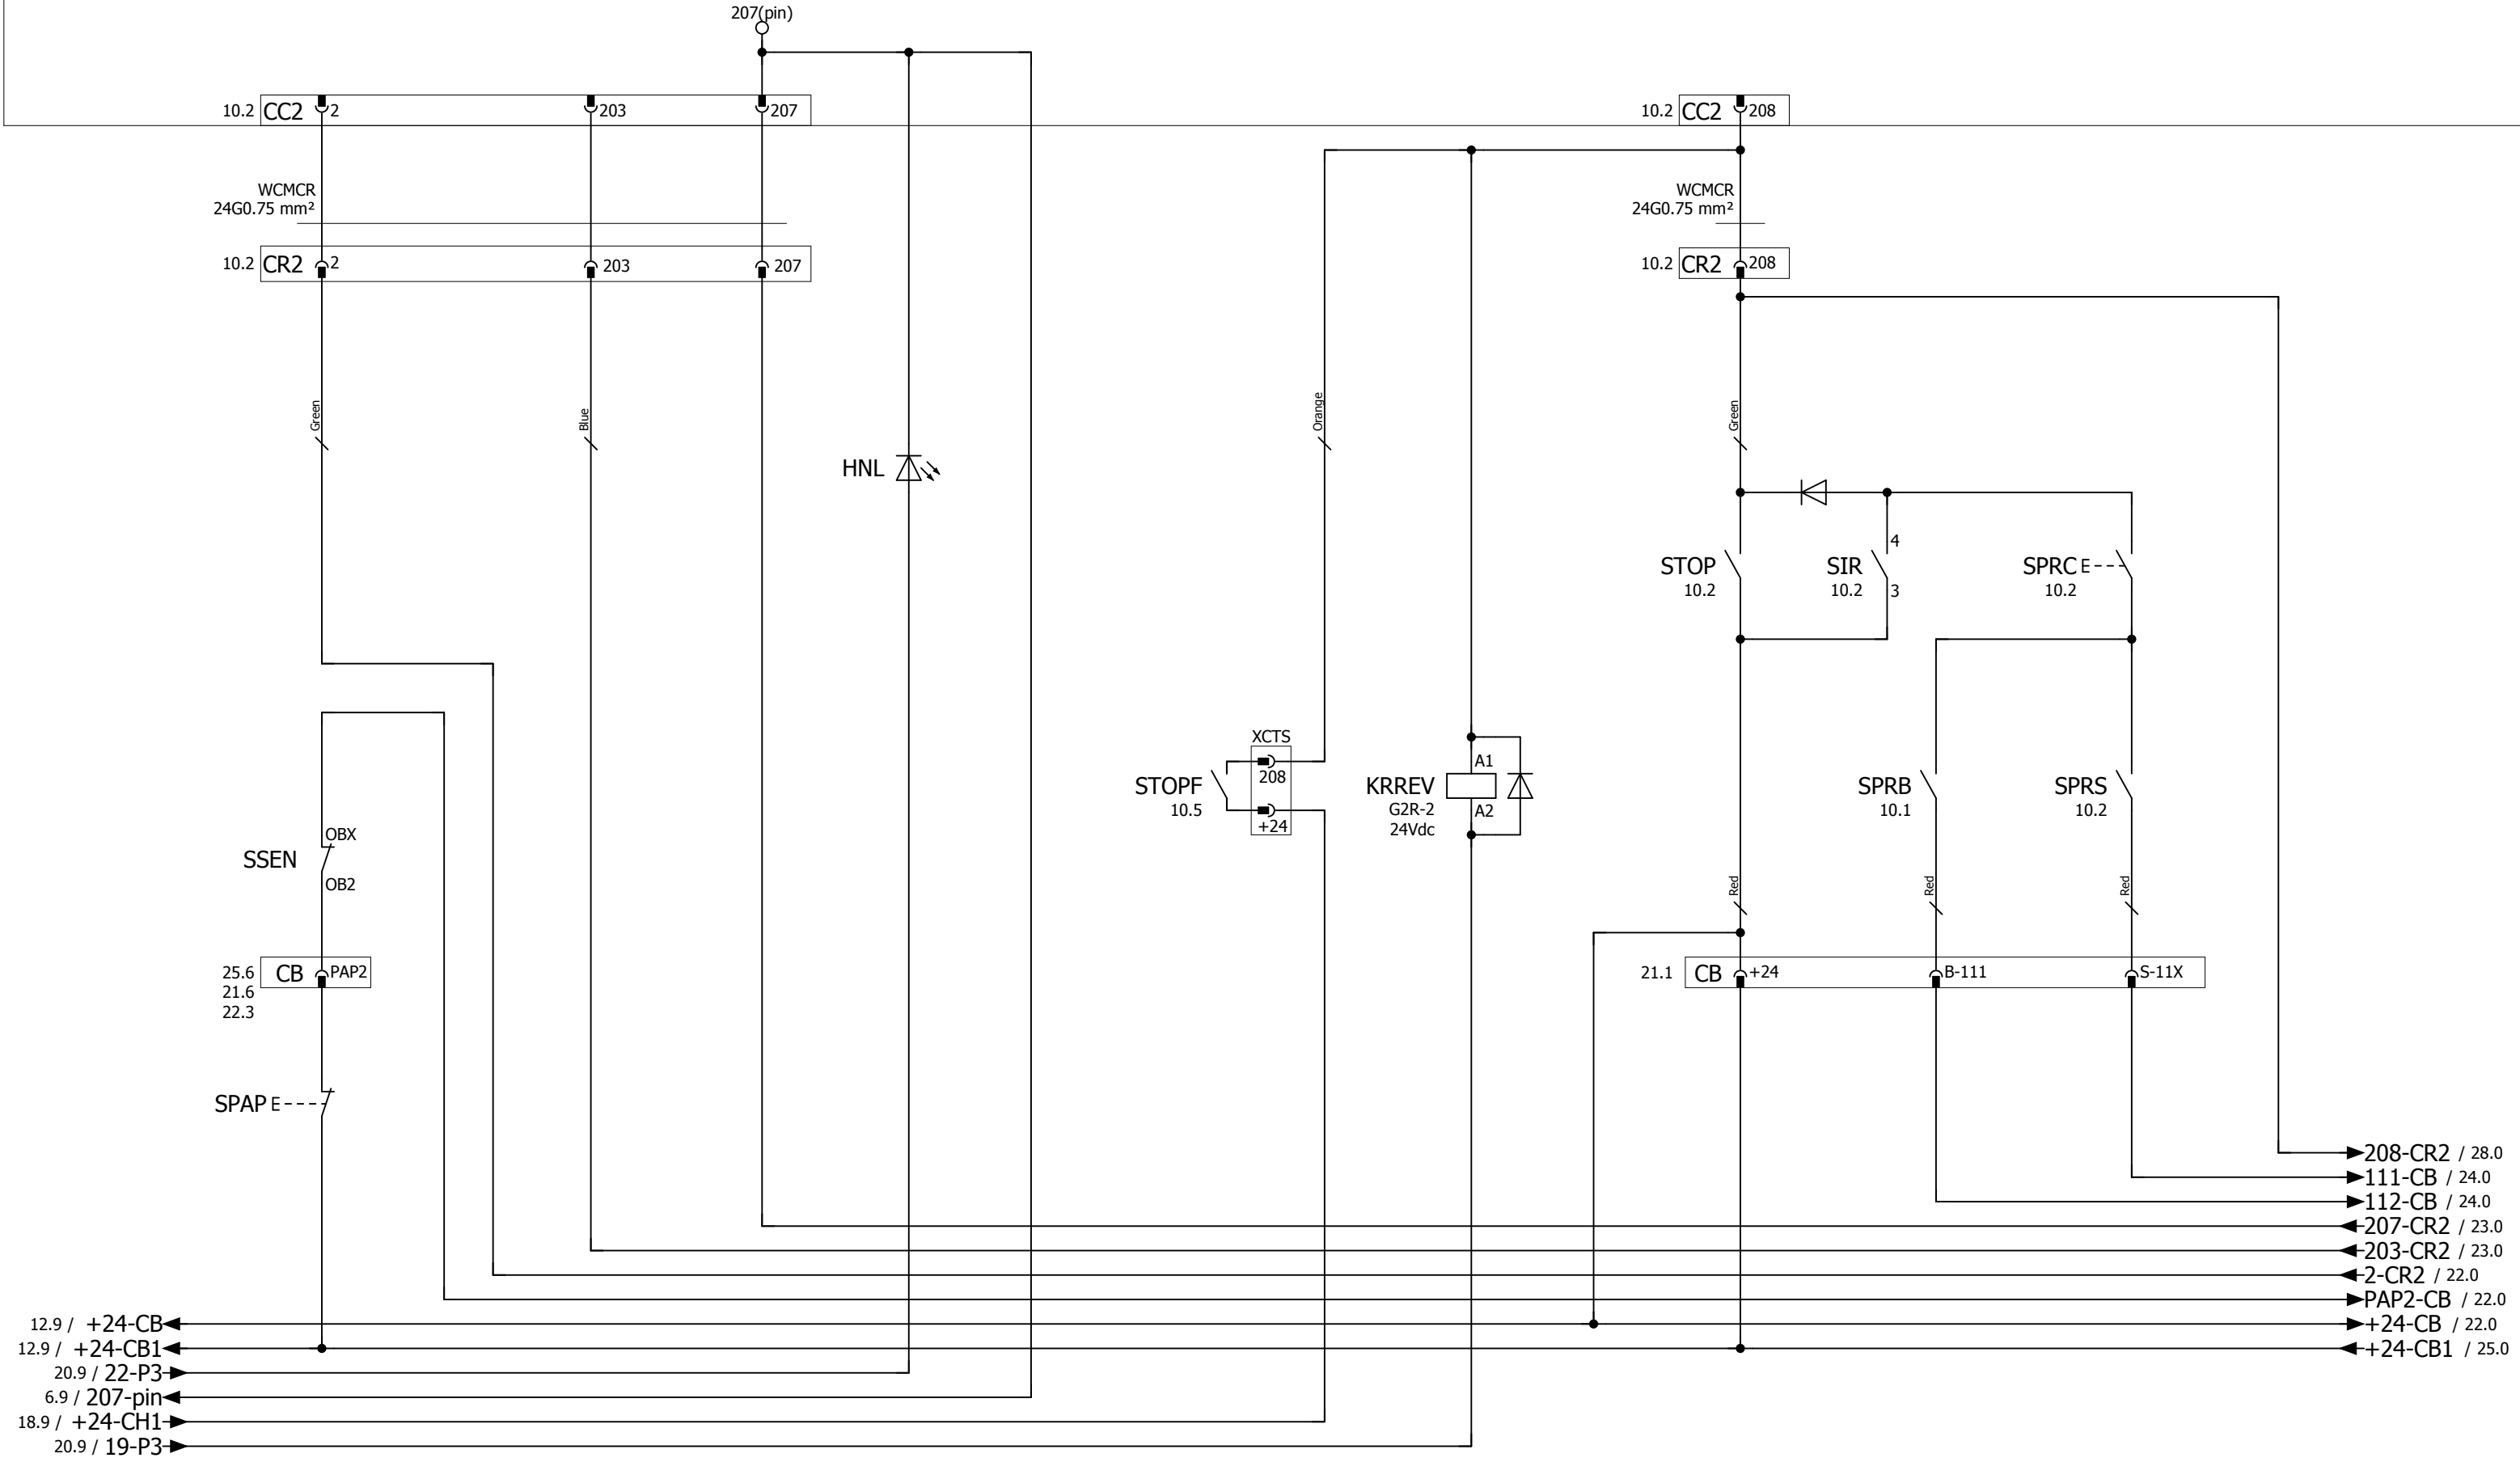 207(pin)
10.2 CC2 2 203 207
10.2 CC2 208
WCMCR
24G0.75 mm²
WCMCR
24G0.75 mm²
10.2 CR2 2 203 207
10.2 CR2 208
Green
Blue
Orange
Green
HNL
STOP
10.2
SIR
10.2
4
3
SPRC E
10.2
XCTS
208
+24
STOPF
10.5
KRREV
G2R-2
24Vdc
A1
A2
SPRB
10.1
SPRS
10.2
SSEN
OBX
OB2
Red
Red
Red
25.6 CB PAP2
21.6
22.3
21.1 CB +24 B-111 S-11X
SPAP E
208-CR2 / 28.0
111-CB / 24.0
112-CB / 24.0
207-CR2 / 23.0
203-CR2 / 23.0
2-CR2 / 22.0
PAP2-CB / 22.0
12.9 / +24-CB
+24-CB / 22.0
12.9 / +24-CB1
+24-CB1 / 25.0
20.9 / 22-P3
6.9 / 207-pin
18.9 / +24-CH1
20.9 / 19-P3